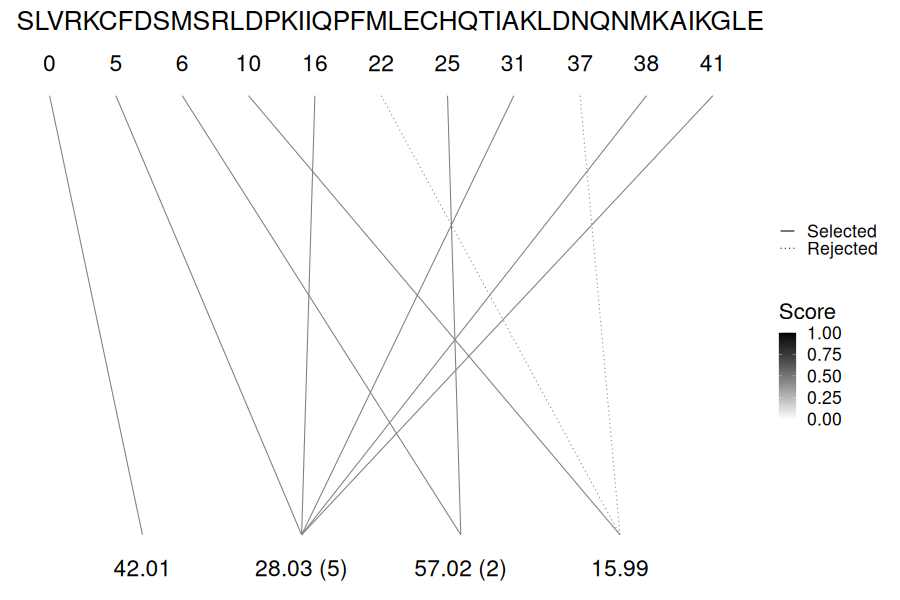 SLVRKCFDSMSRLDPKIIQPFMLECHQTIAKLDNQNMKAIKGLE
0 5 6 10 16 22 25 31 37 38 41
Selected
Rejected
Score
1.00
0.75
0.50
0.25
0.00
42.01 28.03 (5) 57.02 (2) 15.99